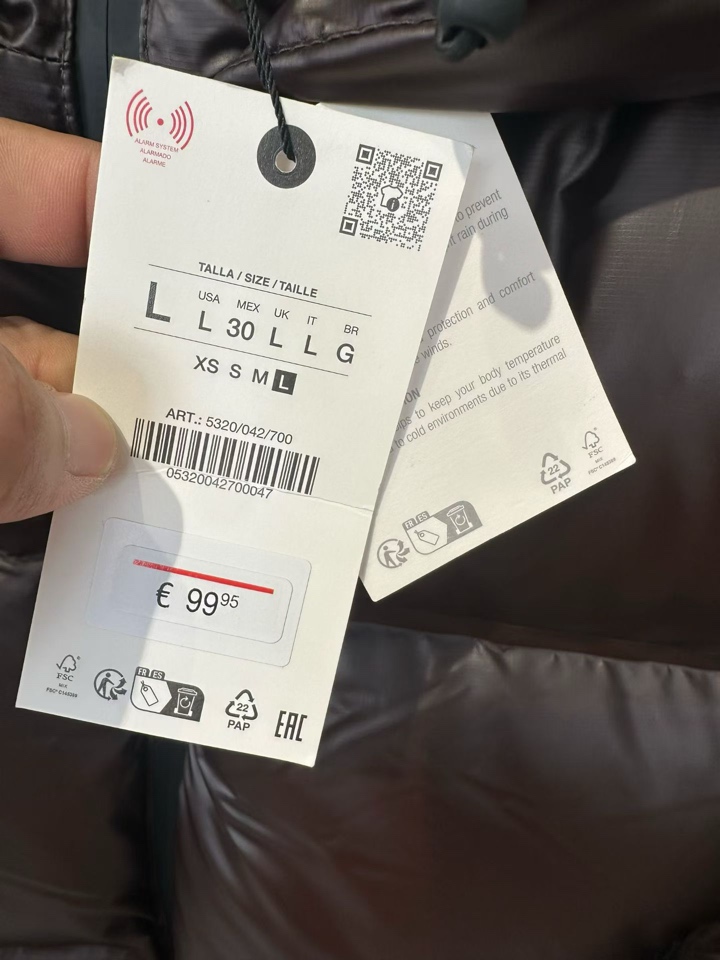 ALARM SYSTEM
ALARMADO
ALARME
TALLA / SIZE / TAILLE
L
USA MEX UK IT BR
L 30 L L G
XS S M L
ART.: 5320/042/700
05320042700047
€ 99 95
FSC
FR ES
22
PAP
EAC
to prevent
rain during
protection and comfort
winds.
ON
to keep your body temperature
to cold environments due to its thermal
FR ES
22
PAP
FSC